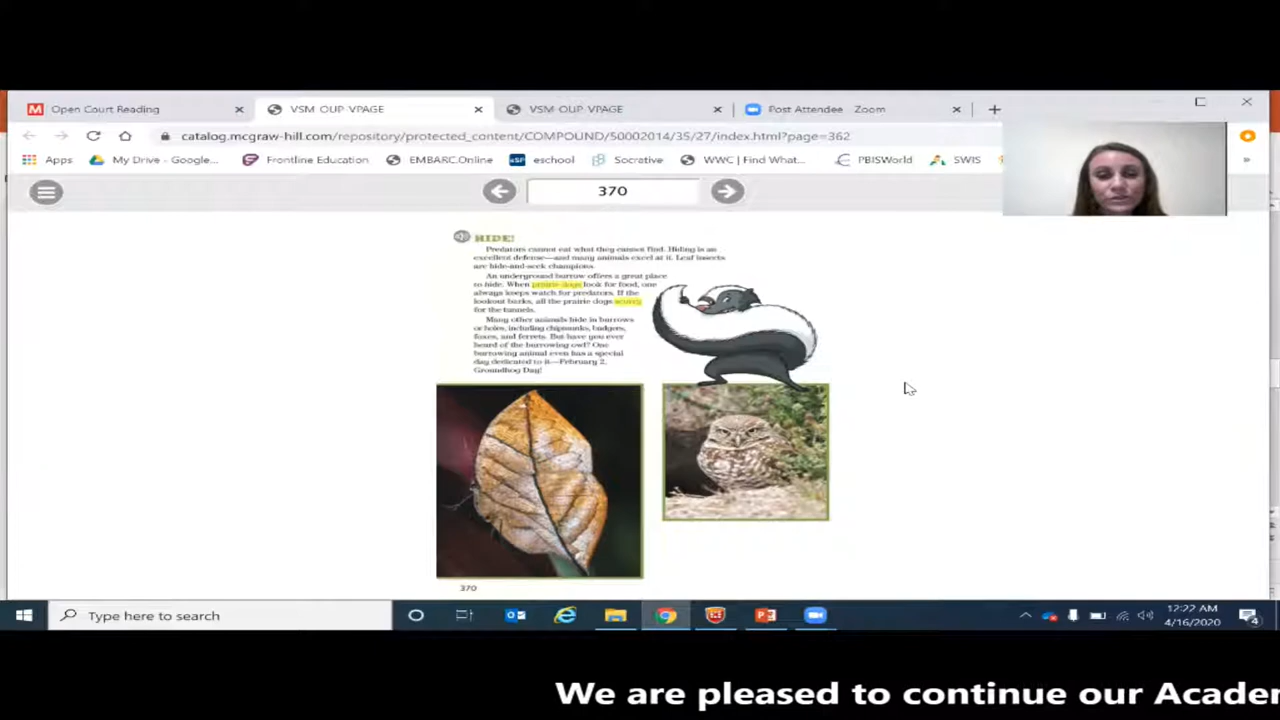 Open Court Reading
VSM OUP VPAGE
VSM OUP VPAGE
Post Attendee Zoom
catalog.mcgraw-hill.com/repository/protected_content/COMPOUND/50002014/35/27/index.html?page=362
Apps My Drive - Google... Frontline Education EMBARC.Online eSP eschool Socrative WWC | Find What... PBISWorld SWIS
370
HIDE!
Predators cannot eat what they cannot find. Hiding is an
excellent defense—and many animals excel at it. Leaf insects
are hide-and-seek champions.
An underground burrow offers a great place
to hide. When prairie dogs look for food, one
always keeps watch for predators. If the
lookout barks, all the prairie dogs scurry
for the tunnels.
Many other animals hide in burrows
or holes, including chipmunks, badgers,
foxes, and ferrets. But have you ever
heard of the burrowing owl? One
burrowing animal even has a special
day dedicated to it—February 2,
Groundhog Day!
370
Type here to search
12:22 AM
4/16/2020
4
We are pleased to continue our Acade